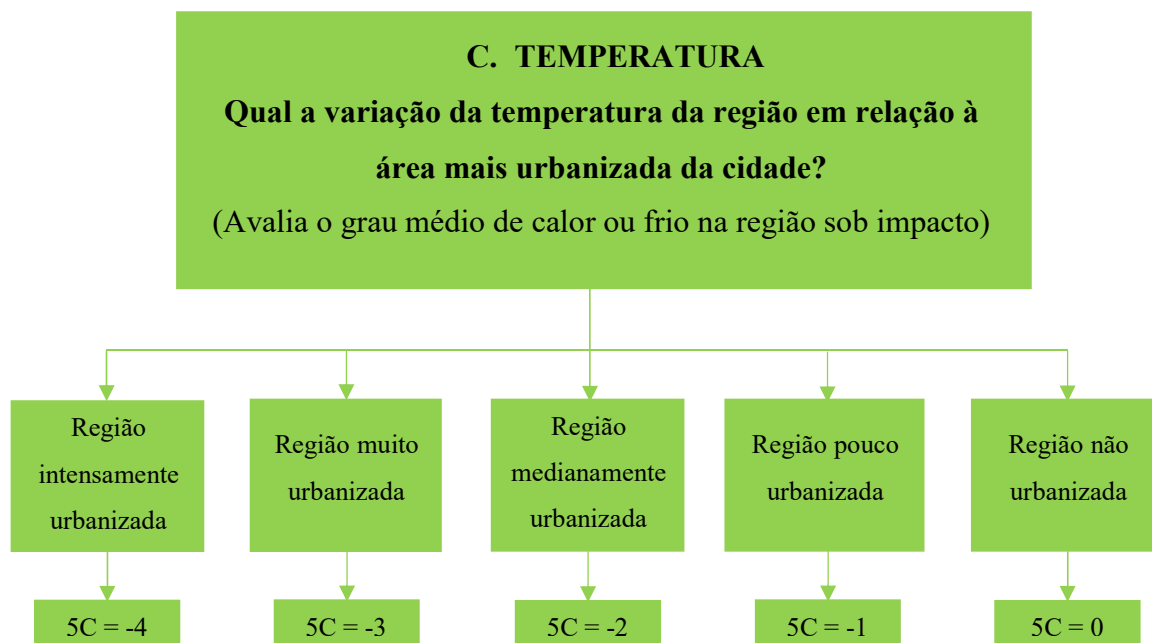 C. TEMPERATURA
Qual a variação da temperatura da região em relação à
área mais urbanizada da cidade?
(Avalia o grau médio de calor ou frio na região sob impacto)
Região
intensamente
urbanizada
Região muito
urbanizada
Região
medianamente
urbanizada
Região pouco
urbanizada
Região não
urbanizada
5C = -4
5C = -3
5C = -2
5C = -1
5C = 0